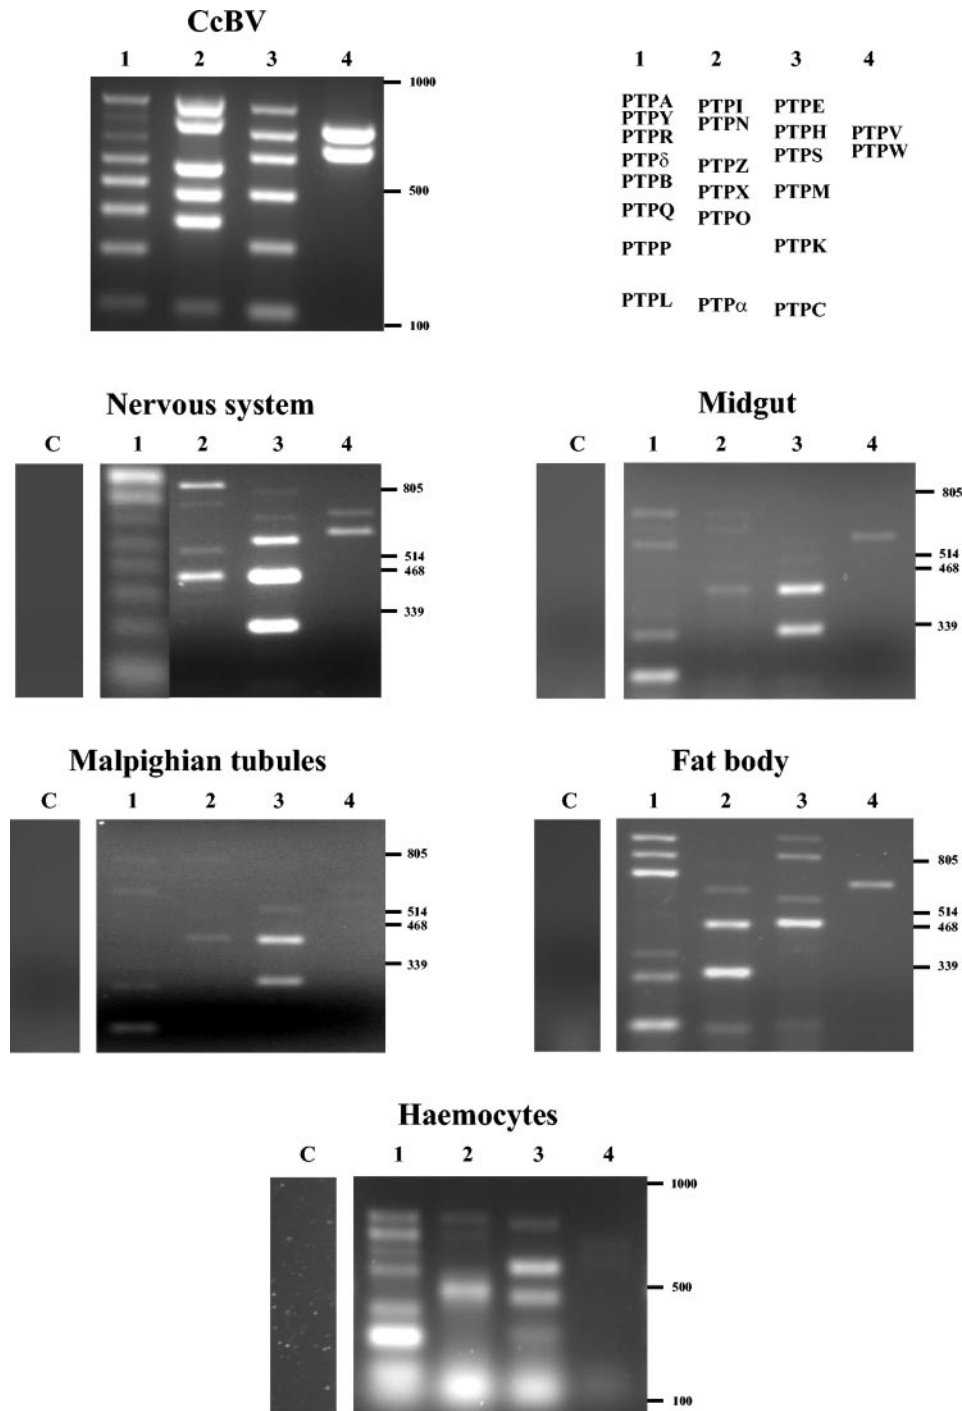 CcBV
1 2 3 4
1000
500
100
1 2 3 4
PTPA PTPI PTPE
PTPY PTPN
PTPR PTPH PTPV
PTPδ PTPZ PTPS PTPW
PTPB PTPX PTPM
PTPQ PTPO
PTPP PTPK
PTPL PTPα PTPC
Nervous system
C 1 2 3 4
805
514
468
339
Midgut
C 1 2 3 4
805
514
468
339
Malpighian tubules
C 1 2 3 4
805
514
468
339
Fat body
C 1 2 3 4
805
514
468
339
Haemocytes
C 1 2 3 4
1000
500
100